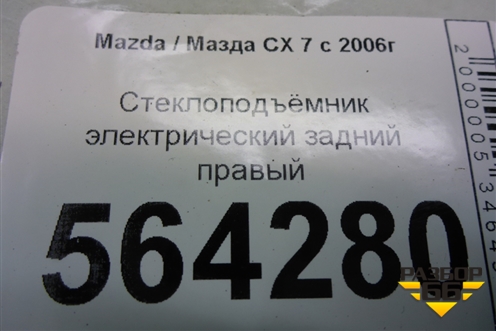 Mazda / Мазда CX 7 с 2006г
Стеклоподъёмник
электрический задний
правый
564280
РАЗБОР
66